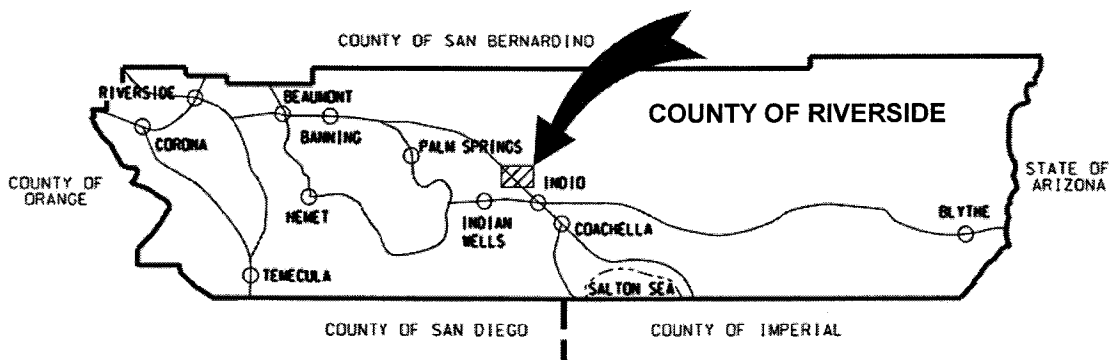 COUNTY OF SAN BERNARDINO
RIVERSIDE
BEAUMONT
COUNTY OF RIVERSIDE
BANNING
CORONA
PALM SPRINGS
STATE OF
ARIZONA
COUNTY OF
ORANGE
INDIO
HEMET
INDIAN
WELLS
COACHELLA
BLYTHE
TEMECULA
SALTON SEA
COUNTY OF SAN DIEGO
COUNTY OF IMPERIAL